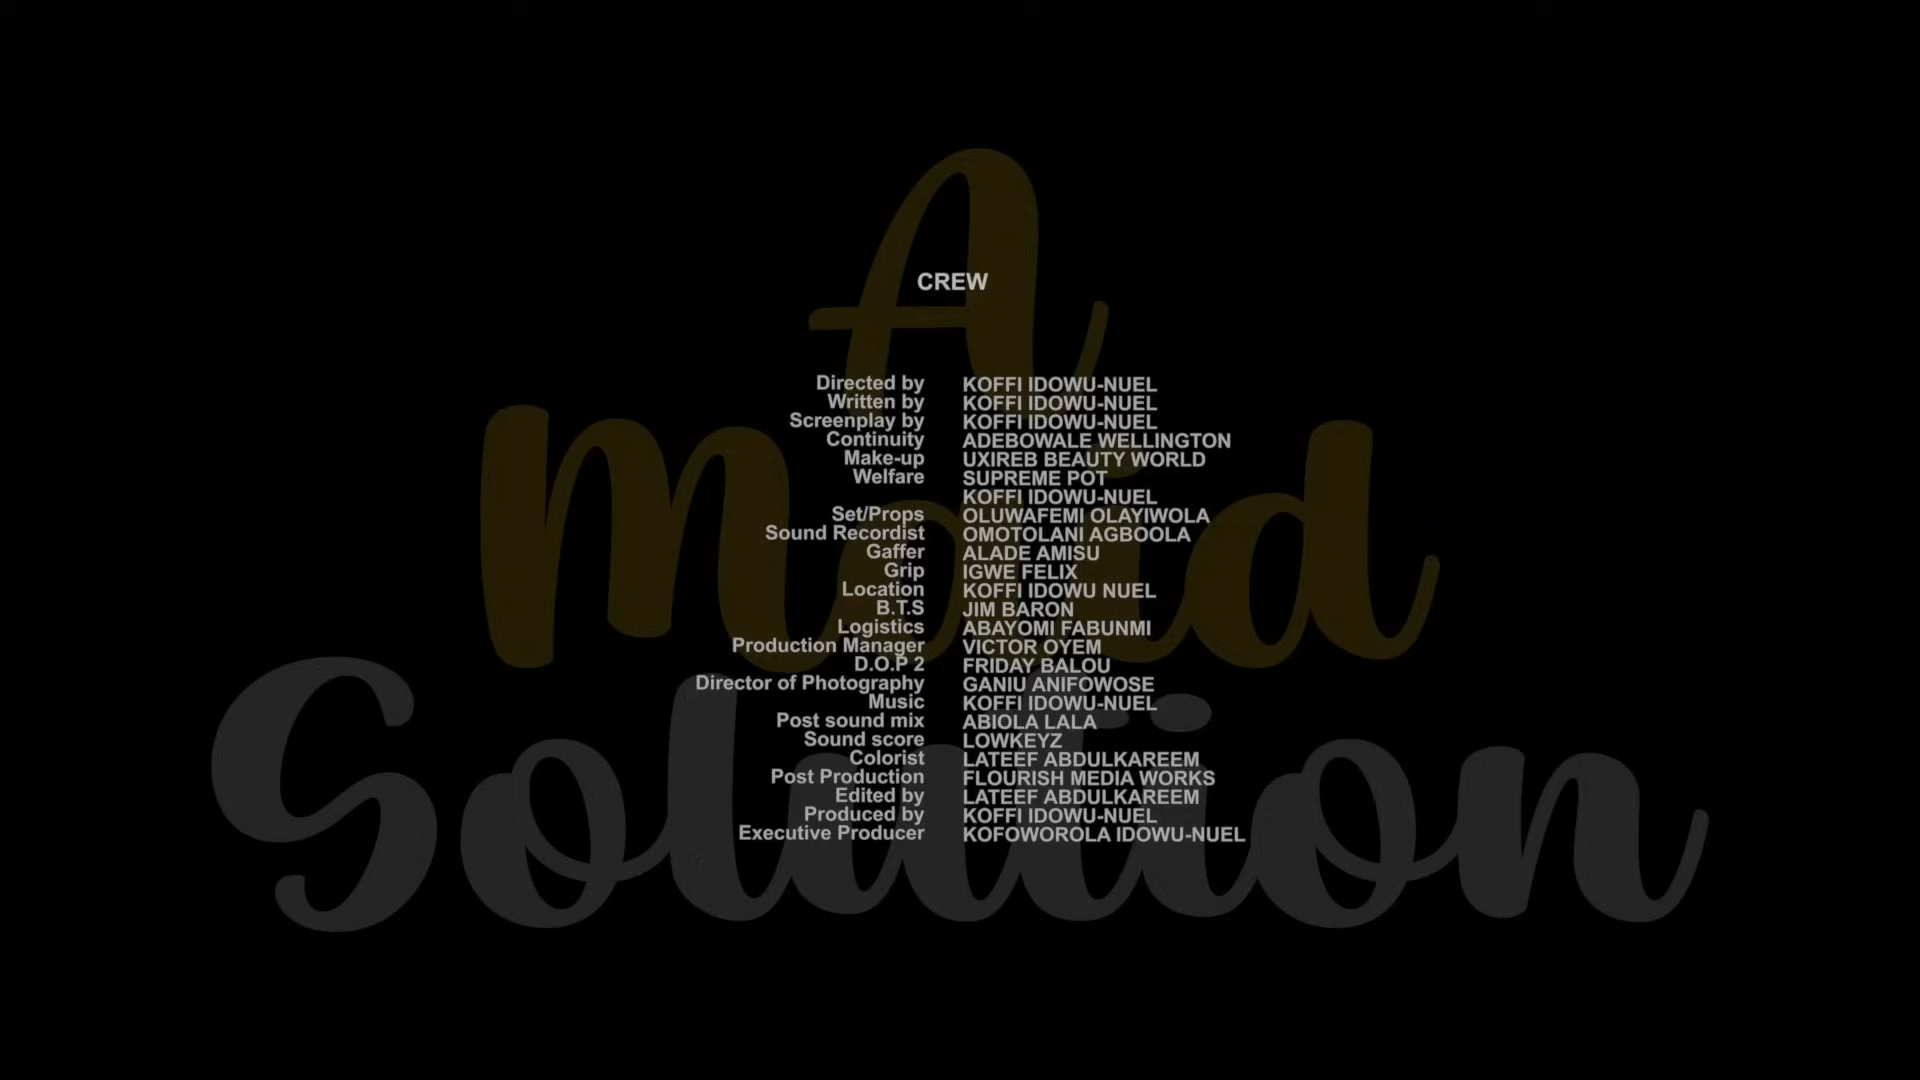 A
Molid
Solution
CREW
Directed by KOFFI IDOWU-NUEL
Written by KOFFI IDOWU-NUEL
Screenplay by KOFFI IDOWU-NUEL
Continuity ADEBOWALE WELLINGTON
Make-up UXIREB BEAUTY WORLD
Welfare SUPREME POT
KOFFI IDOWU-NUEL
Set/Props OLUWAFEMI OLAYIWOLA
Sound Recordist OMOTOLANI AGBOOLA
Gaffer ALADE AMISU
Grip IGWE FELIX
Location KOFFI IDOWU NUEL
B.T.S JIM BARON
Logistics ABAYOMI FABUNMI
Production Manager VICTOR OYEM
D.O.P 2 FRIDAY BALOU
Director of Photography GANIU ANIFOWOSE
Music KOFFI IDOWU-NUEL
Post sound mix ABIOLA LALA
Sound score LOWKEYZ
Colorist LATEEF ABDULKAREEM
Post Production FLOURISH MEDIA WORKS
Edited by LATEEF ABDULKAREEM
Produced by KOFFI IDOWU-NUEL
Executive Producer KOFOWOROLA IDOWU-NUEL